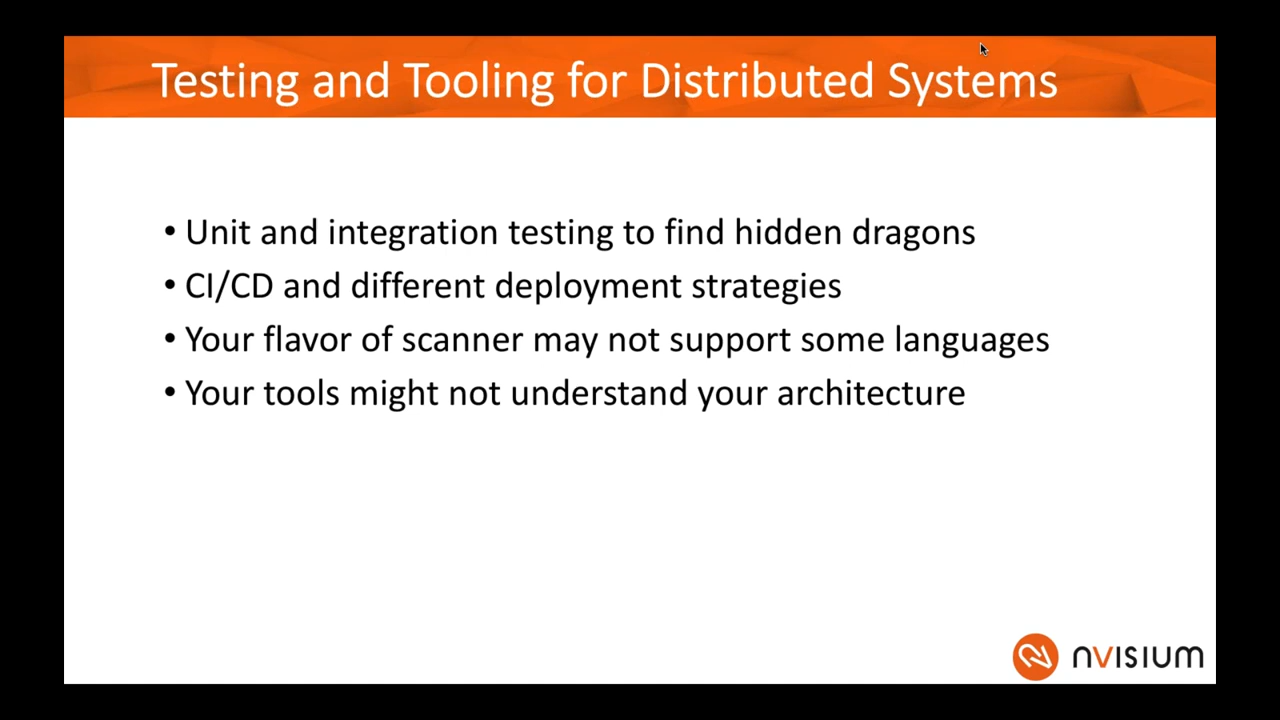 Testing and Tooling for Distributed Systems
• Unit and integration testing to find hidden dragons
• CI/CD and different deployment strategies
• Your flavor of scanner may not support some languages
• Your tools might not understand your architecture
nVISIUM